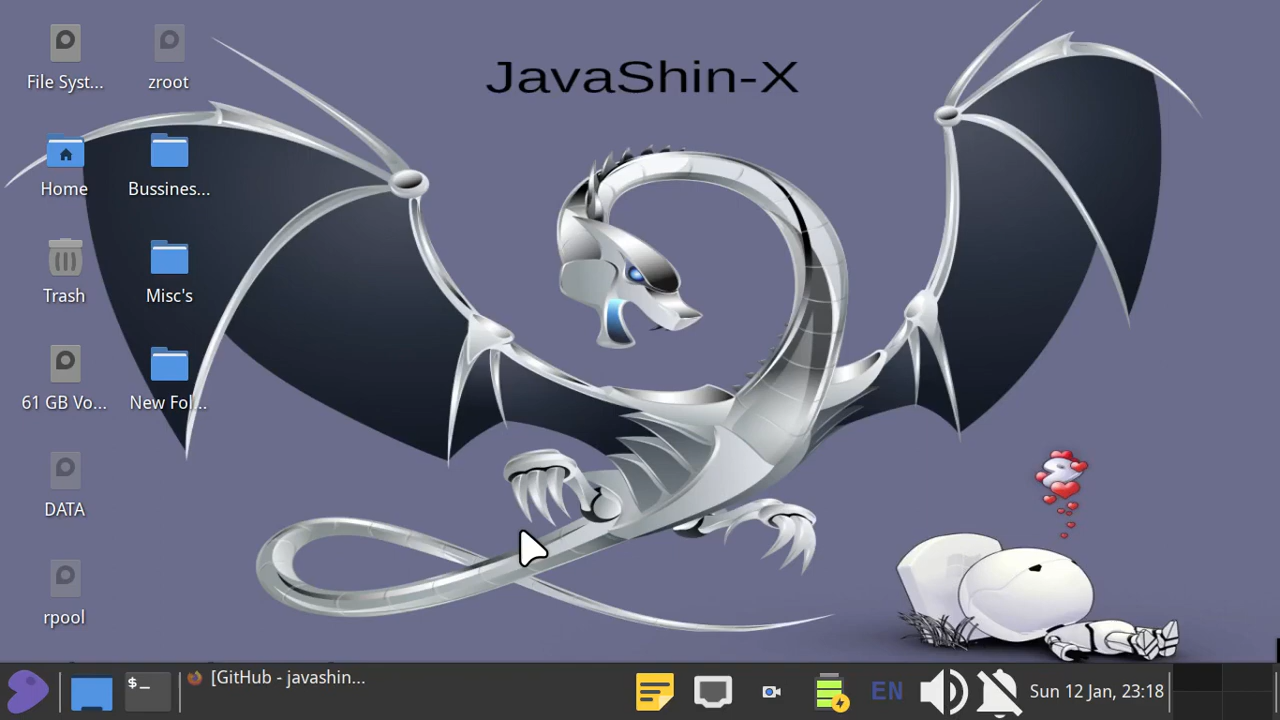 JavaShin-X
File Syst...
zroot
Home
Bussines...
Trash
Misc's
61 GB Vo...
New Fol...
DATA
rpool
$_
[GitHub - javashin...
EN
Sun 12 Jan, 23:18